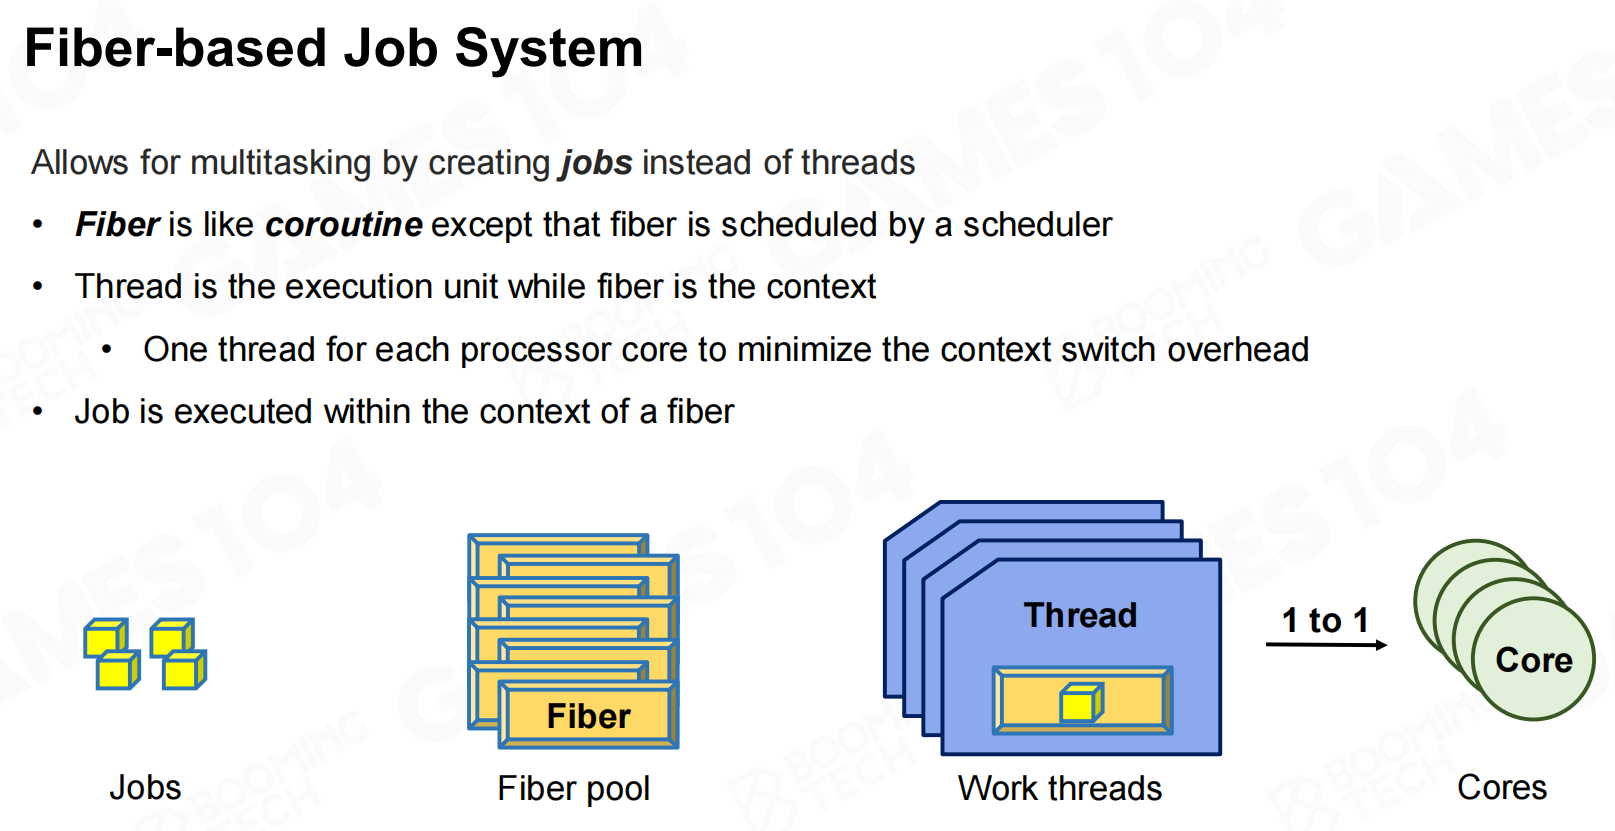 Fiber-based Job System
Allows for multitasking by creating jobs instead of threads
• Fiber is like coroutine except that fiber is scheduled by a scheduler
• Thread is the execution unit while fiber is the context
• One thread for each processor core to minimize the context switch overhead
• Job is executed within the context of a fiber
Thread
1 to 1
Core
Fiber
Jobs
Fiber pool
Work threads
Cores
GAMES104
BOOMING TECH